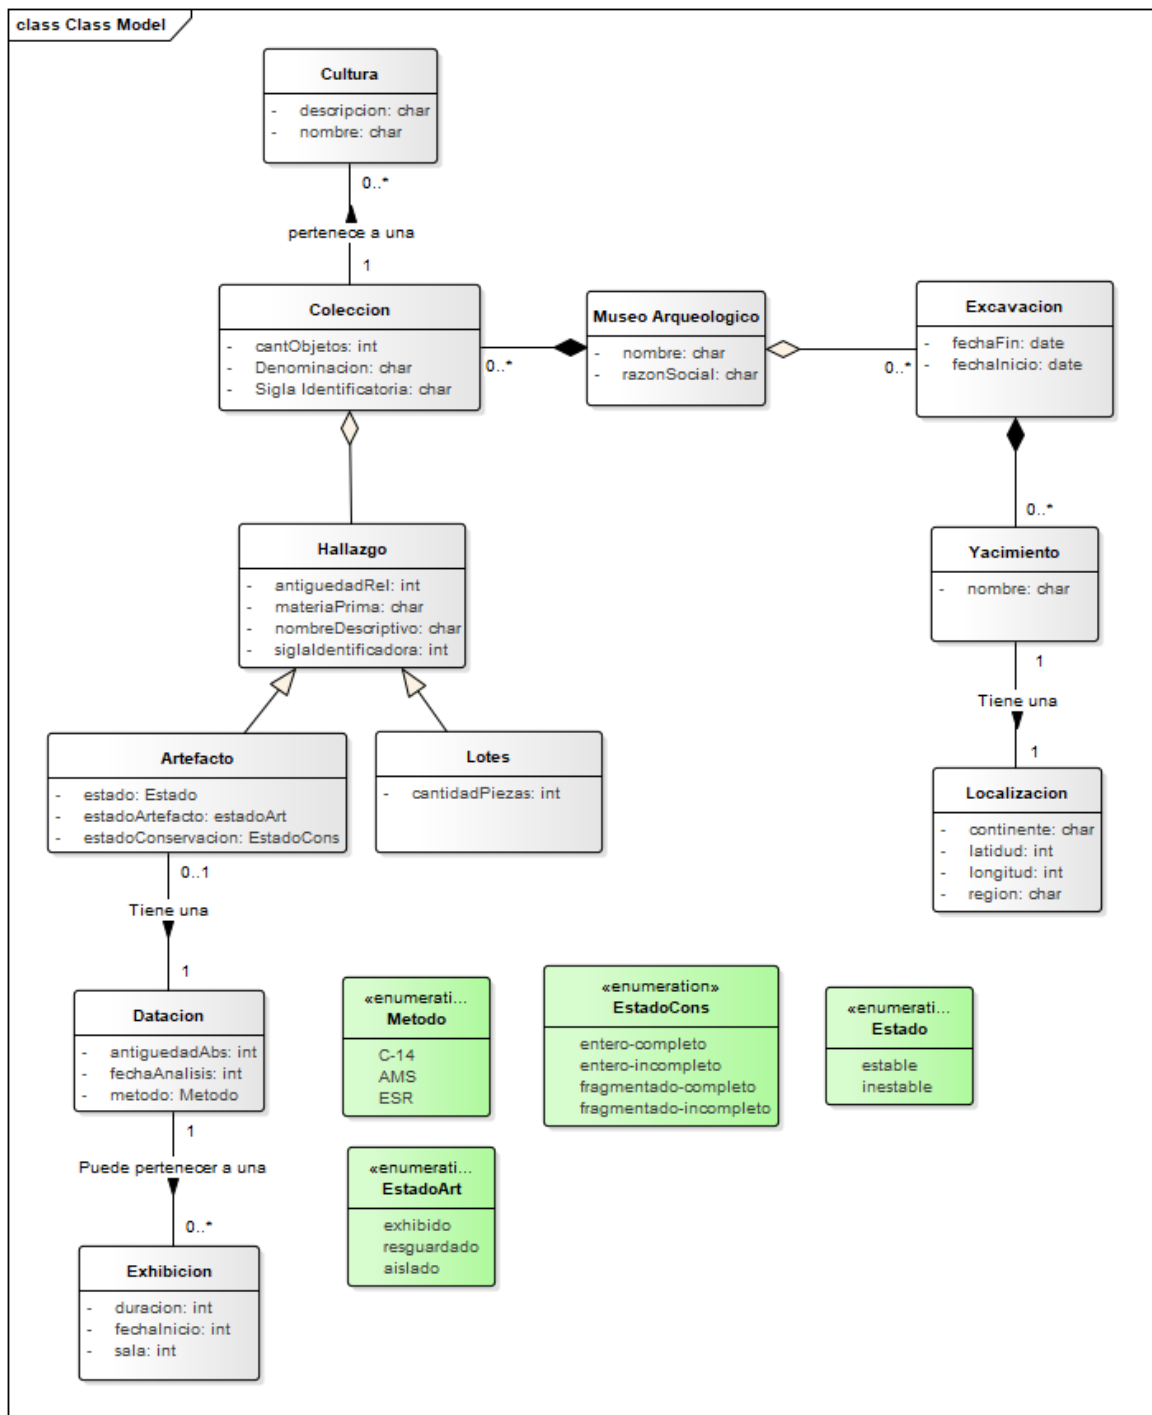 class Class Model
Cultura
- descripcion: char
- nombre: char
0..*
pertenece a una
1
Coleccion
- cantObjetos: int
- Denominacion: char
- Sigla Identificatoria: char
0..*
Museo Arqueologico
- nombre: char
- razonSocial: char
0..*
Excavacion
- fechaFin: date
- fechaInicio: date
0..*
Hallazgo
- antiguedadRel: int
- materiaPrima: char
- nombreDescriptivo: char
- siglaIdentificadora: int
Yacimiento
- nombre: char
1
Tiene una
1
Artefacto
- estado: Estado
- estadoArtefacto: estadoArt
- estadoConservacion: EstadoCons
Lotes
- cantidadPiezas: int
Localizacion
- continente: char
- latidud: int
- longitud: int
- region: char
0..1
Tiene una
1
Datacion
- antiguedadAbs: int
- fechaAnalisis: int
- metodo: Metodo
«enumerati...
Metodo
C-14
AMS
ESR
«enumeration»
EstadoCons
entero-completo
entero-incompleto
fragmentado-completo
fragmentado-incompleto
«enumerati...
Estado
estable
inestable
1
Puede pertenecer a una
0..*
«enumerati...
EstadoArt
exhibido
resguardado
aislado
Exhibicion
- duracion: int
- fechaInicio: int
- sala: int